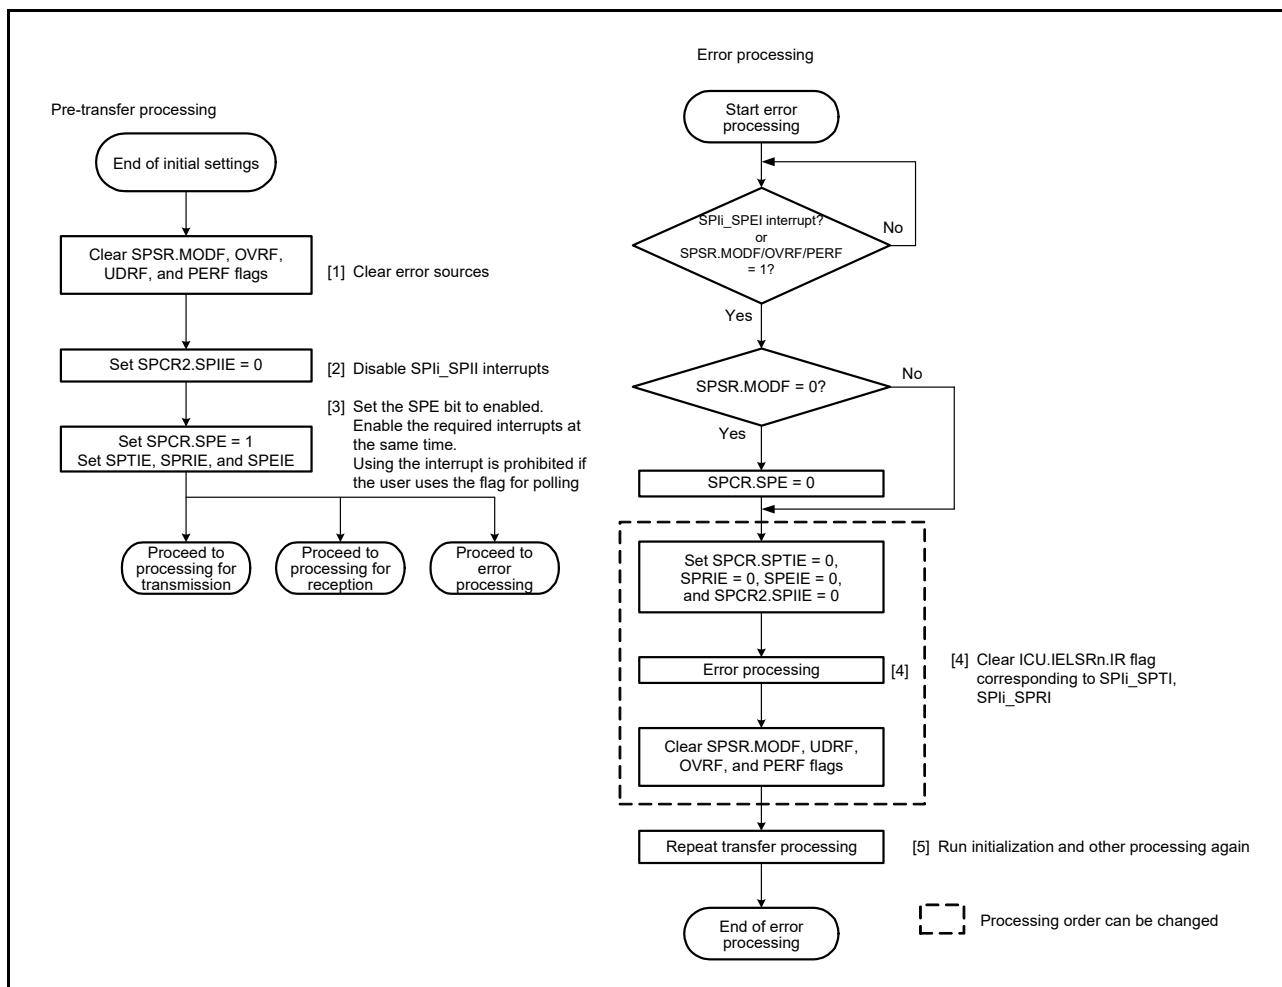 Pre-transfer processing
End of initial settings
Clear SPSR.MODF, OVRF,
UDRF, and PERF flags
[1] Clear error sources
Set SPCR2.SPIIE = 0
[2] Disable SPIi_SPII interrupts
Set SPCR.SPE = 1
Set SPTIE, SPRIE, and SPEIE
[3] Set the SPE bit to enabled.
Enable the required interrupts at
the same time.
Using the interrupt is prohibited if
the user uses the flag for polling
Proceed to
processing for
transmission
Proceed to
processing for
reception
Proceed to
error
processing
Error processing
Start error
processing
SPIi_SPEI interrupt?
or
SPSR.MODF/OVRF/PERF
= 1?
No
Yes
SPSR.MODF = 0?
No
Yes
SPCR.SPE = 0
Set SPCR.SPTIE = 0,
SPRIE = 0, SPEIE = 0,
and SPCR2.SPIIE = 0
Error processing
[4]
[4] Clear ICU.IELSRn.IR flag
corresponding to SPIi_SPTI,
SPIi_SPRI
Clear SPSR.MODF, UDRF,
OVRF, and PERF flags
Repeat transfer processing
[5] Run initialization and other processing again
End of error
processing
Processing order can be changed